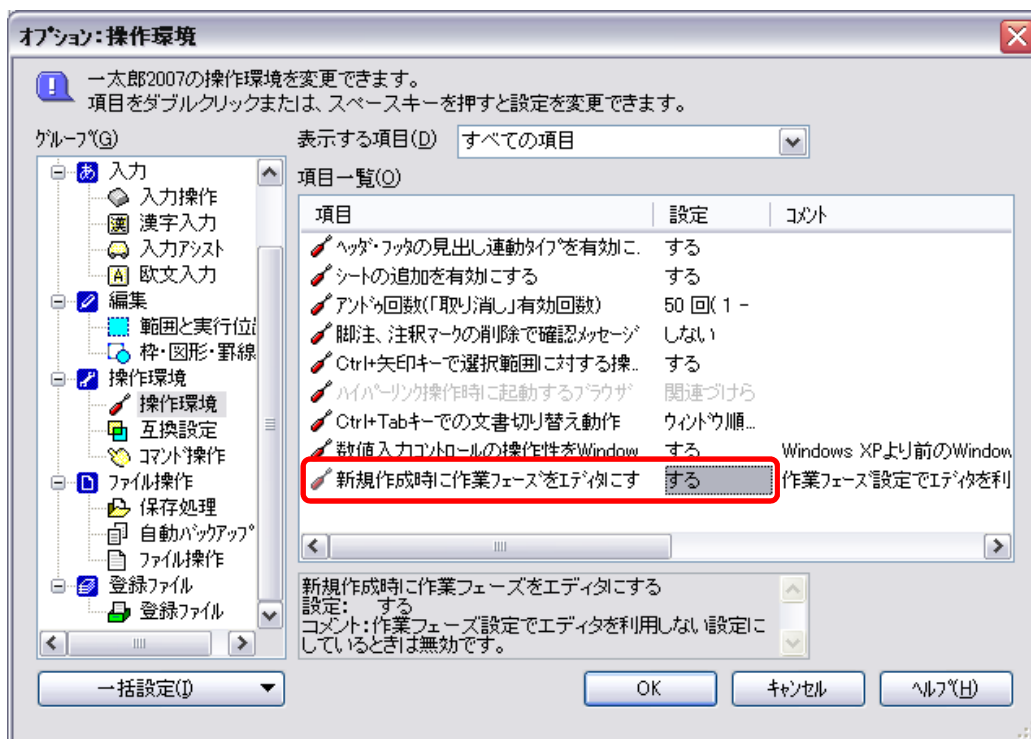 オプション:操作環境
一太郎2007の操作環境を変更できます。
項目をダブルクリックまたは、スペースキーを押すと設定を変更できます。
グループ(G)
表示する項目(D) すべての項目
入力
入力操作
漢字入力
入力アシスト
欧文入力
編集
範囲と実行位
枠・図形・罫線
操作環境
操作環境
互換設定
コマンド操作
ファイル操作
保存処理
自動バックアップ
ファイル操作
登録ファイル
登録ファイル
項目一覧(O)
項目 設定 コメント
ヘッダ・フッタの見出し連動タイプを有効に. する
シートの追加を有効にする する
アンドゥ回数(「取り消し」有効回数) 50 回( 1 -
脚注、注釈マークの削除で確認メッセージ しない
Ctrl+矢印キーで選択範囲に対する操.. する
ハイパーリンク操作時に起動するブラウザ 関連づけら
Ctrl+Tabキーでの文書切り替え動作 ウィンドウ順...
数値入力コントロールの操作性をWindow する Windows XPより前のWindow
新規作成時に作業フェーズをエディタにす する 作業フェーズ設定でエディタを利
新規作成時に作業フェーズをエディタにする
設定: する
コメント:作業フェーズ設定でエディタを利用しない設定に
しているときは無効です。
一括設定(I) OK キャンセル ヘルプ(H)